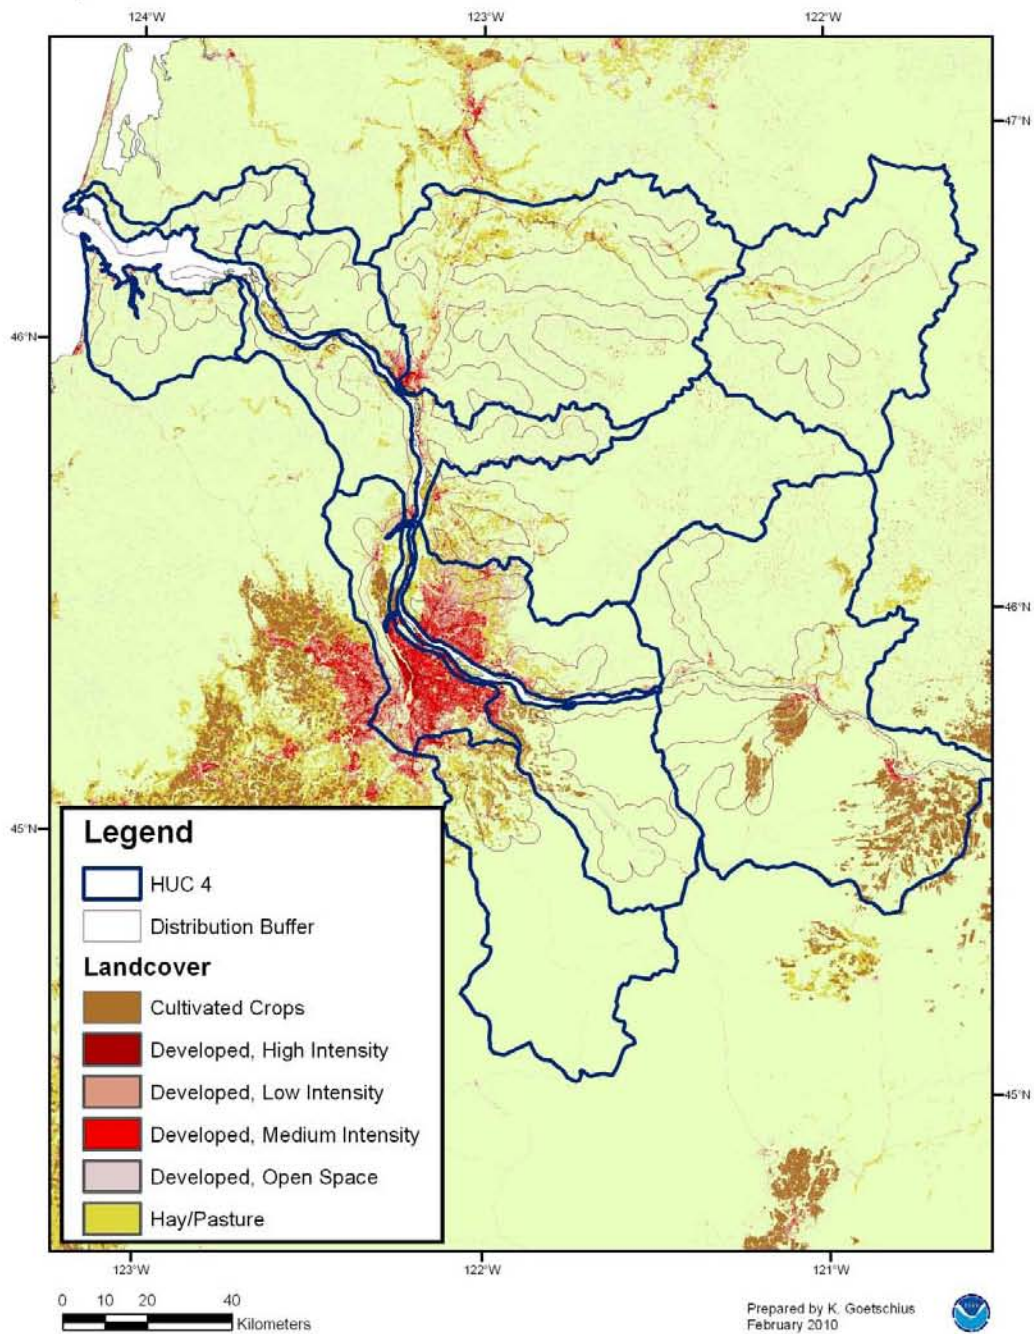 124°W 123°W 122°W
47°N
46°N
46°N
45°N
45°N
Legend
HUC 4
Distribution Buffer
Landcover
Cultivated Crops
Developed, High Intensity
Developed, Low Intensity
Developed, Medium Intensity
Developed, Open Space
Hay/Pasture
123°W 122°W 121°W
0 10 20 40
Kilometers
Prepared by K. Goetschius
February 2010